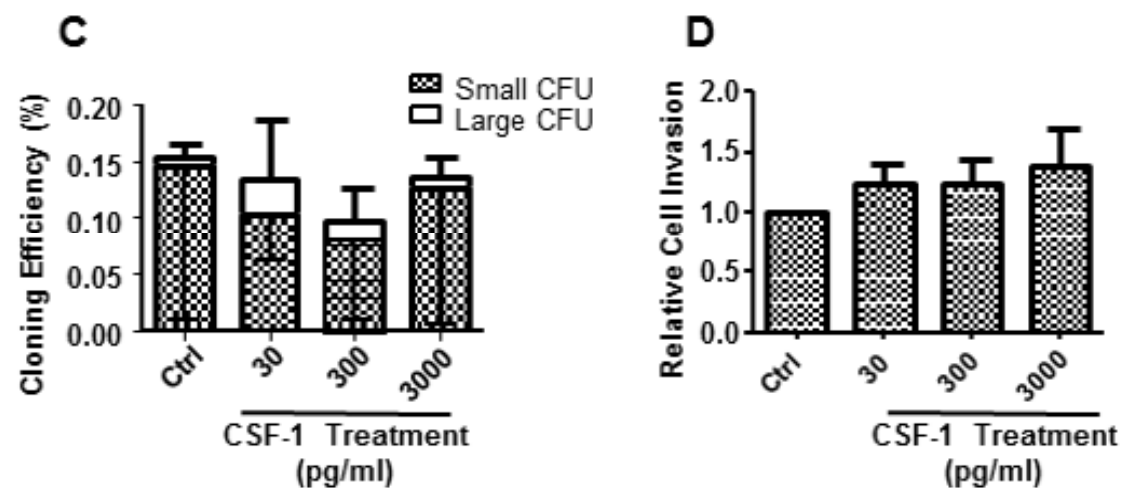 C
Small CFU
Large CFU
Cloning Efficiency (%)
0.20
0.15
0.10
0.05
0.00
Ctrl
30
300
3000
CSF-1 Treatment
(pg/ml)
D
Relative Cell Invasion
2.0
1.5
1.0
0.5
0.0
Ctrl
30
300
3000
CSF-1 Treatment
(pg/ml)